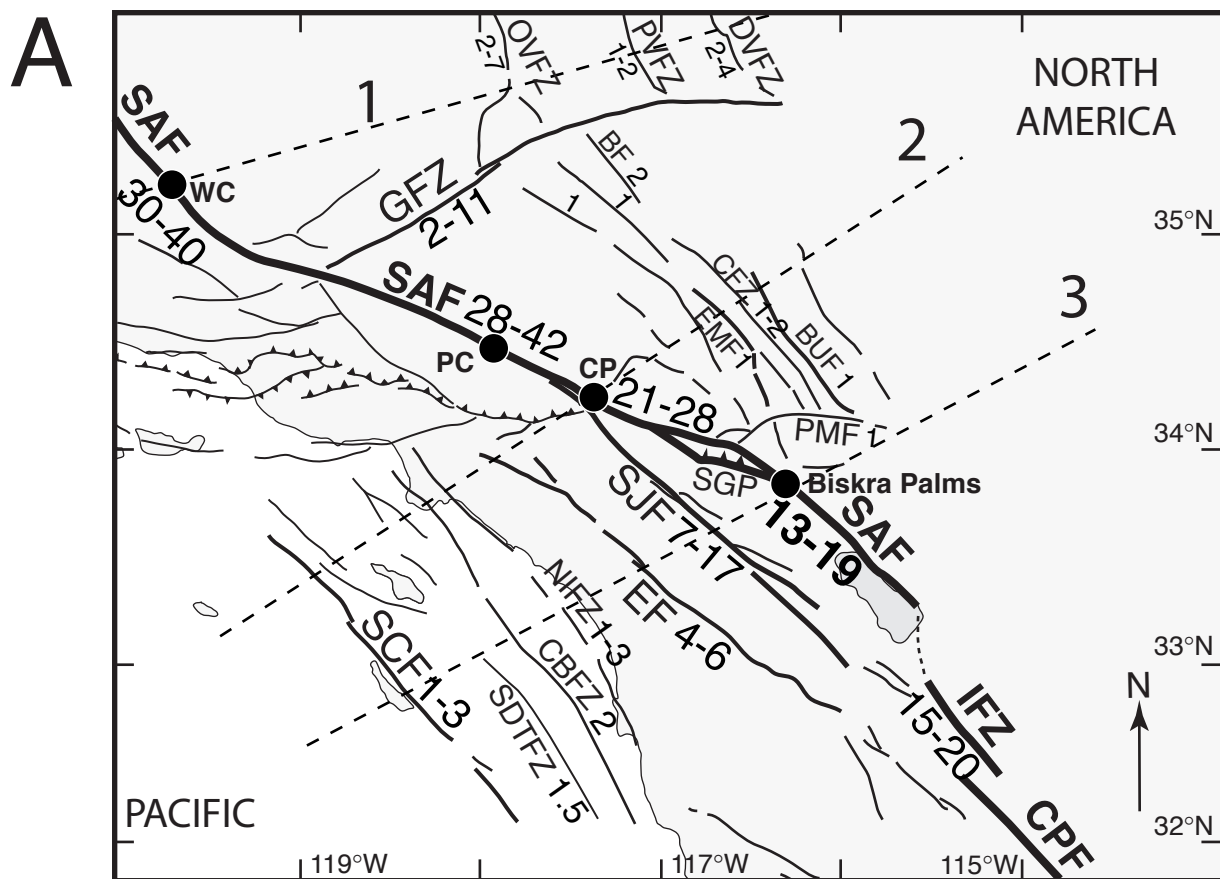 A
OVFZ
2-7
PVFZ
1-2
DVFZ
2-4
NORTH
AMERICA
1
SAF
2
BF 2
WC
GFZ
2-11
1
1
30-40
35°N
SAF 28-42
CFZ 1-2
3
EMF 1
BUF 1
PC
CP
21-28
PMF 1
34°N
SGP
Biskra Palms
SJF 7-17
SAF
13-19
NIFZ 1-3
EF 4-6
SCF 1-3
CBFZ 2
33°N
SDTFZ 1.5
N
IFZ
15-20
PACIFIC
CPF
32°N
119°W
117°W
115°W